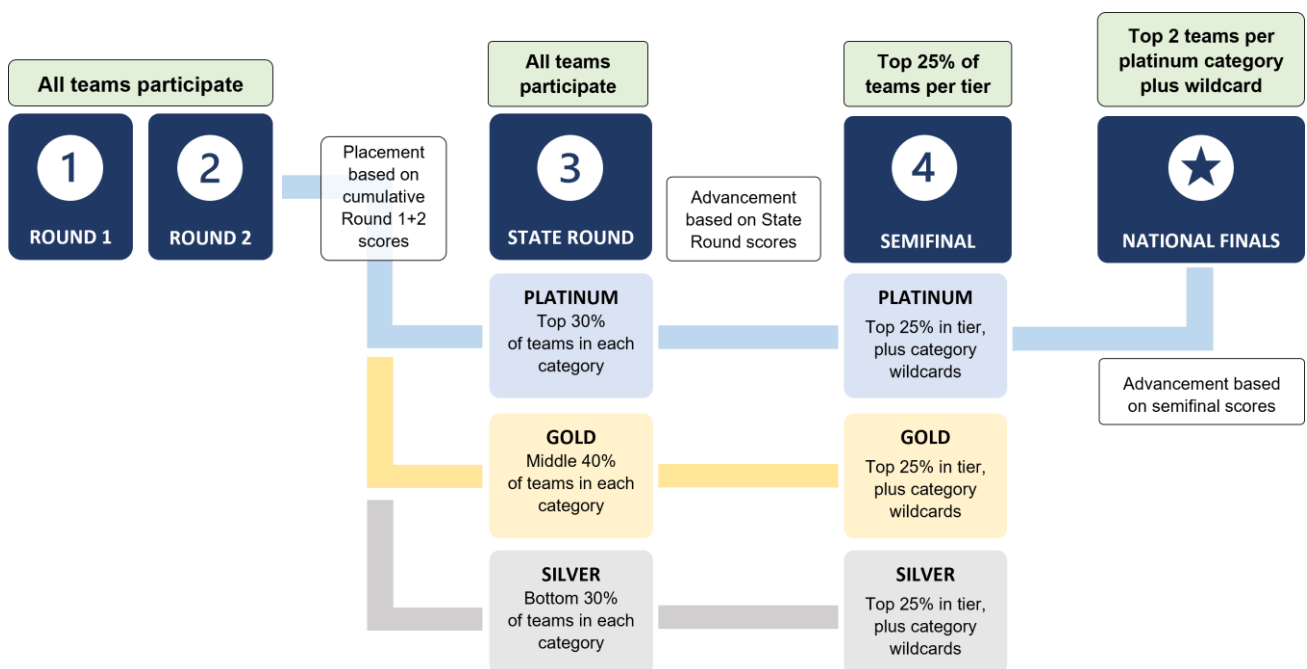 All teams participate
1
ROUND 1
2
ROUND 2
Placement
based on
cumulative
Round 1+2
scores
All teams
participate
3
STATE ROUND
Advancement
based on State
Round scores
Top 25% of
teams per tier
4
SEMIFINAL
Top 2 teams per
platinum category
plus wildcard
NATIONAL FINALS
PLATINUM
Top 30%
of teams in each
category
PLATINUM
Top 25% in tier,
plus category
wildcards
Advancement based
on semifinal scores
GOLD
Middle 40%
of teams in each
category
GOLD
Top 25% in tier,
plus category
wildcards
SILVER
Bottom 30%
of teams in each
category
SILVER
Top 25% in tier,
plus category
wildcards